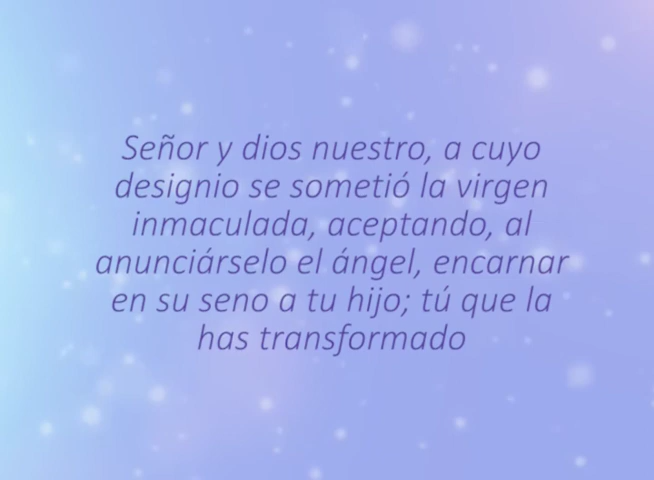 Señor y dios nuestro, a cuyo
designio se sometió la virgen
inmaculada, aceptando, al
anunciárselo el ángel, encarnar
en su seno a tu hijo; tú que la
has transformado